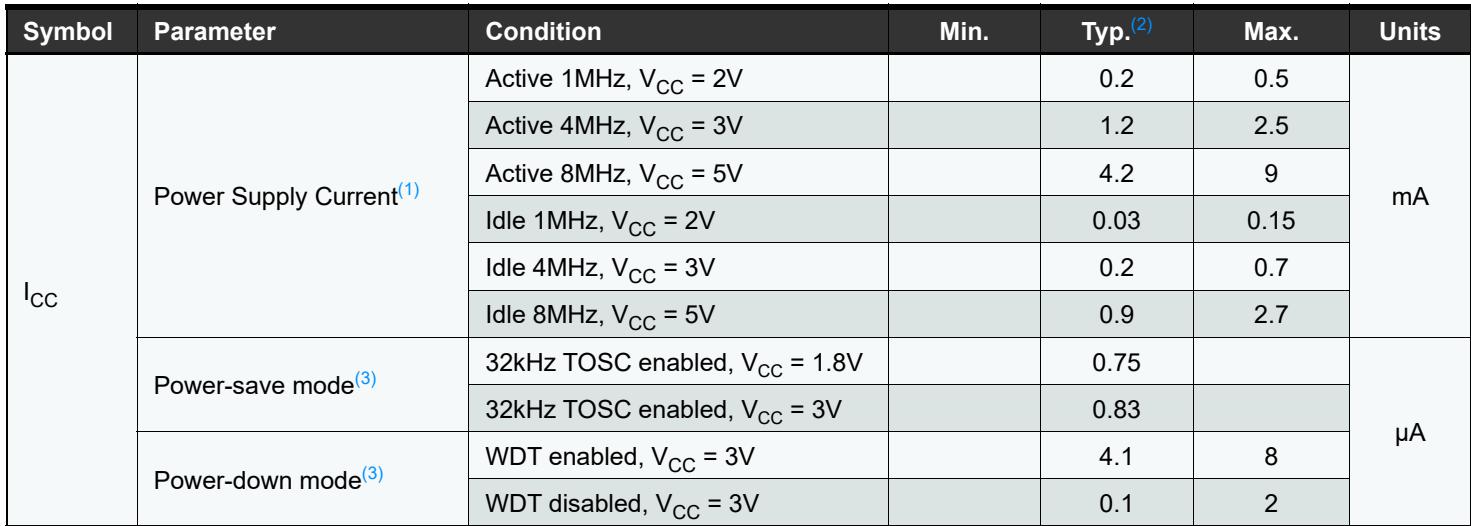 Symbol Parameter Condition Min. Typ.(2) Max. Units
Active 1MHz, VCC = 2V 0.2 0.5
Active 4MHz, VCC = 3V 1.2 2.5
Active 8MHz, VCC = 5V 4.2 9
Power Supply Current(1) mA
Idle 1MHz, VCC = 2V 0.03 0.15
Idle 4MHz, VCC = 3V 0.2 0.7
ICC
Idle 8MHz, VCC = 5V 0.9 2.7
32kHz TOSC enabled, VCC = 1.8V 0.75
Power-save mode(3)
32kHz TOSC enabled, VCC = 3V 0.83
µA
WDT enabled, VCC = 3V 4.1 8
Power-down mode(3)
WDT disabled, VCC = 3V 0.1 2